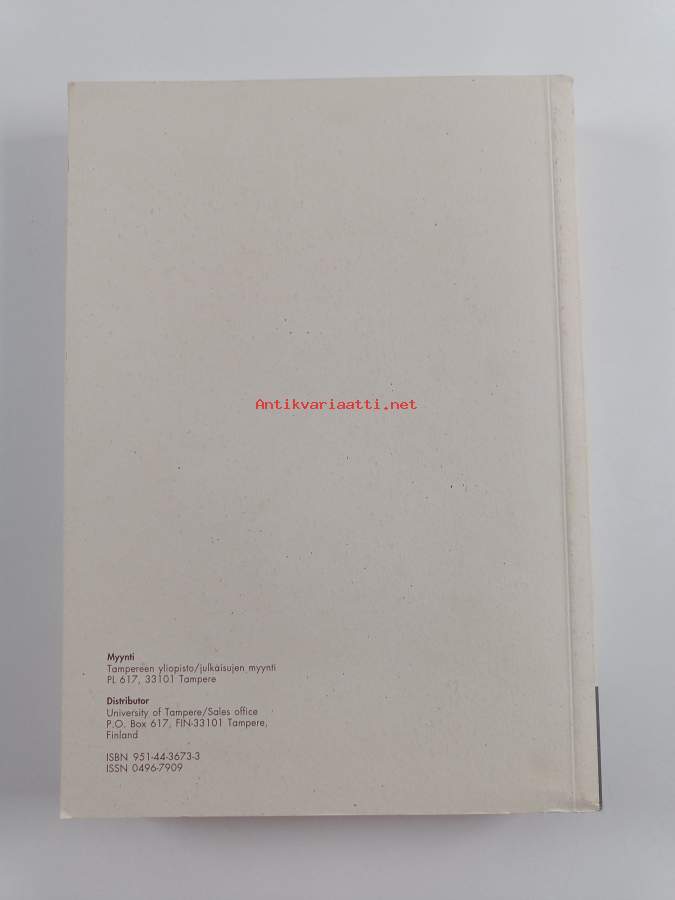 Antikvariaatti.net
Myynti
Tampereen yliopisto/julkaisujen myynti
PL 617, 33101 Tampere
Distributor
University of Tampere/Sales office
P.O. Box 617, FIN-33101 Tampere,
Finland
ISBN 951-44-3673-3
ISSN 0496-7909